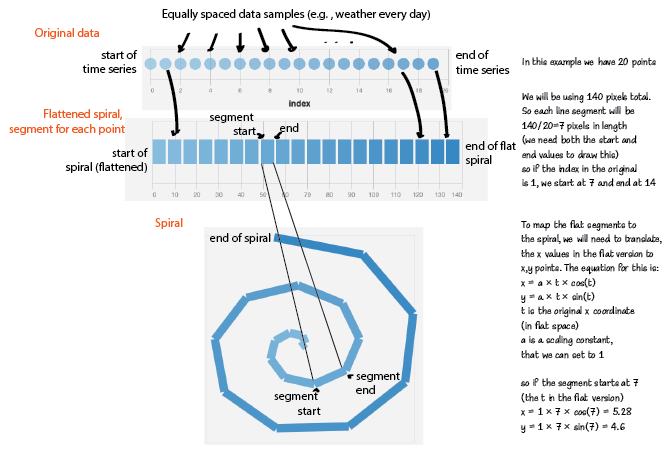 Equally spaced data samples (e.g. , weather every day)
Original data
start of
time series
. . .
end of
time series
0 2 4 6 8 10 12 14 16 18 20
index
In this example we have 20 points
Flattened spiral,
segment for each point
segment
start
end
start of
spiral (flattened)
end of flat
spiral
0 10 20 30 40 50 60 70 80 90 100 110 120 130 140
We will be using 140 pixels total.
So each line segment will be
140/20=7 pixels in length
(we need both the start and
end values to draw this)
so if the index in the original
is 1, we start at 7 and end at 14
Spiral
end of spiral
segment
start
segment
end
To map the flat segments to
the spiral, we will need to translate,
the x values in the flat version to
x,y points. The equation for this is:
x = a × t × cos(t)
y = a × t × sin(t)
t is the original x coordinate
(in flat space)
a is a scaling constant,
that we can set to 1
so if the segment starts at 7
(the t in the flat version)
x = 1 × 7 × cos(7) = 5.28
y = 1 × 7 × sin(7) = 4.6